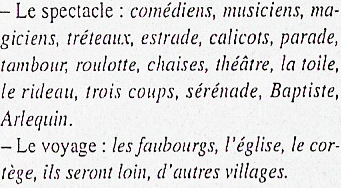 – Le spectacle : comédiens, musiciens, ma-
giciens, tréteaux, estrade, calicots, parade,
tambour, roulotte, chaises, théâtre, la toile,
le rideau, trois coups, sérénade, Baptiste,
Arlequin.
– Le voyage : les faubourgs, l'église, le cor-
tège, ils seront loin, d'autres villages.